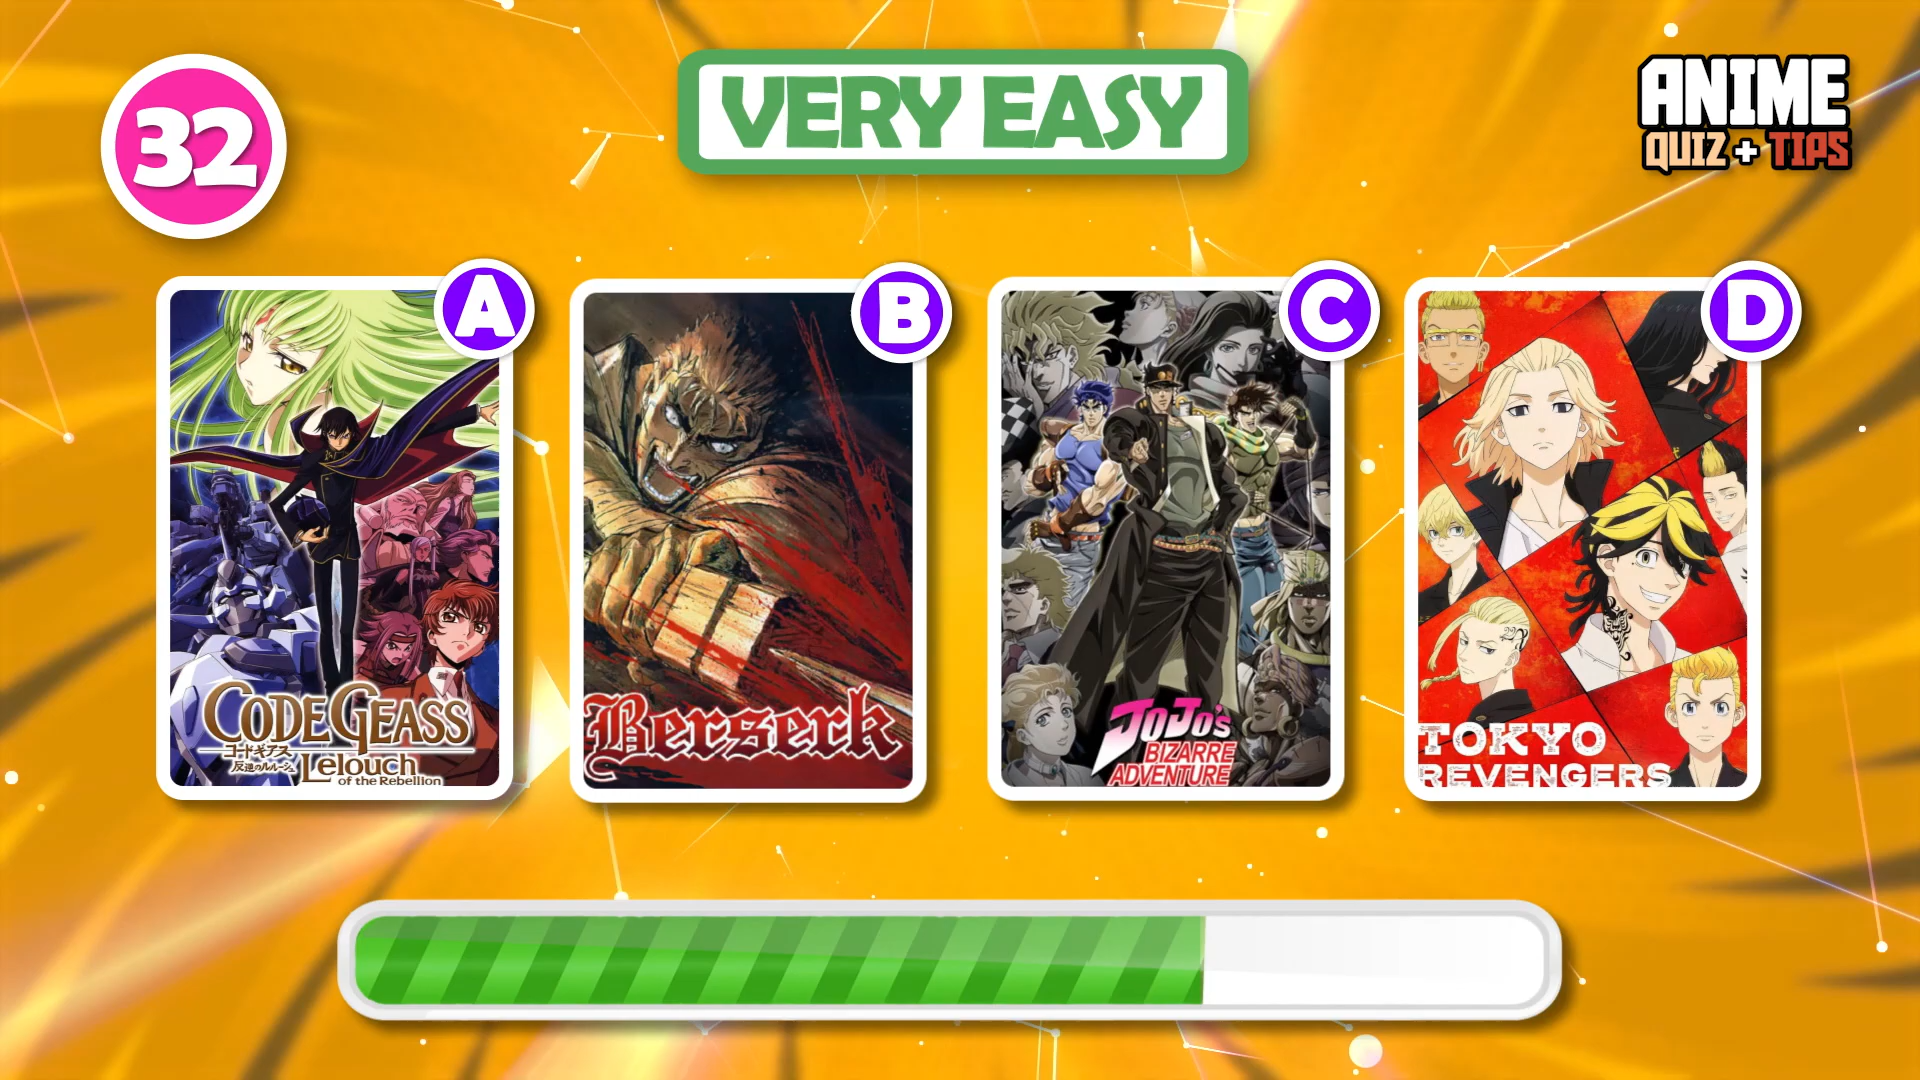 32
VERY EASY
ANIME
QUIZ + TIPS
A
CODE GEASS
コードギアス
反逆のルルーシュ
Lelouch
of the Rebellion
B
Berserk
C
JOJO's
BIZARRE
ADVENTURE
D
TOKYO
REVENGERS